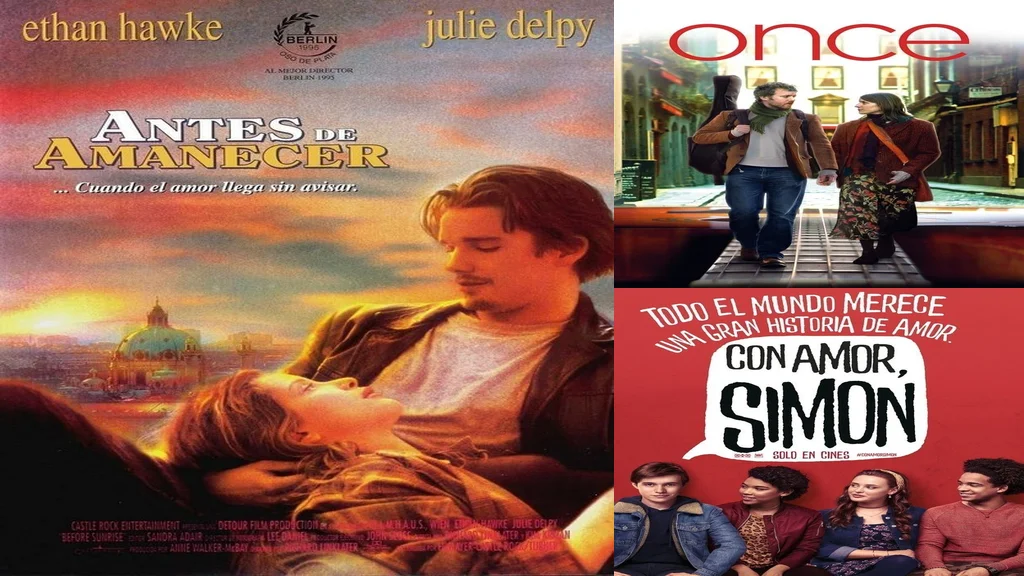 ethan hawke
julie delpy
BERLIN
1995
OSO DE PLATA
AL MEJOR DIRECTOR
BERLIN 1995
ANTES DE
AMANECER
... Cuando el amor llega sin avisar.
CASTLE ROCK ENTERTAINMENT
DETOUR FILM PRODUCTION
WIEN ETHAN HAWKE JULIE DELPY
'BEFORE SUNRISE'
SANDRA ADAIR
LEE DANIEL
JOHN
ANNE WALKER-McBAY
once
TODO EL MUNDO MERECE
UNA GRAN HISTORIA DE AMOR.
CON AMOR,
SIMON
SOLO EN CINES
#CONAMORSIMON